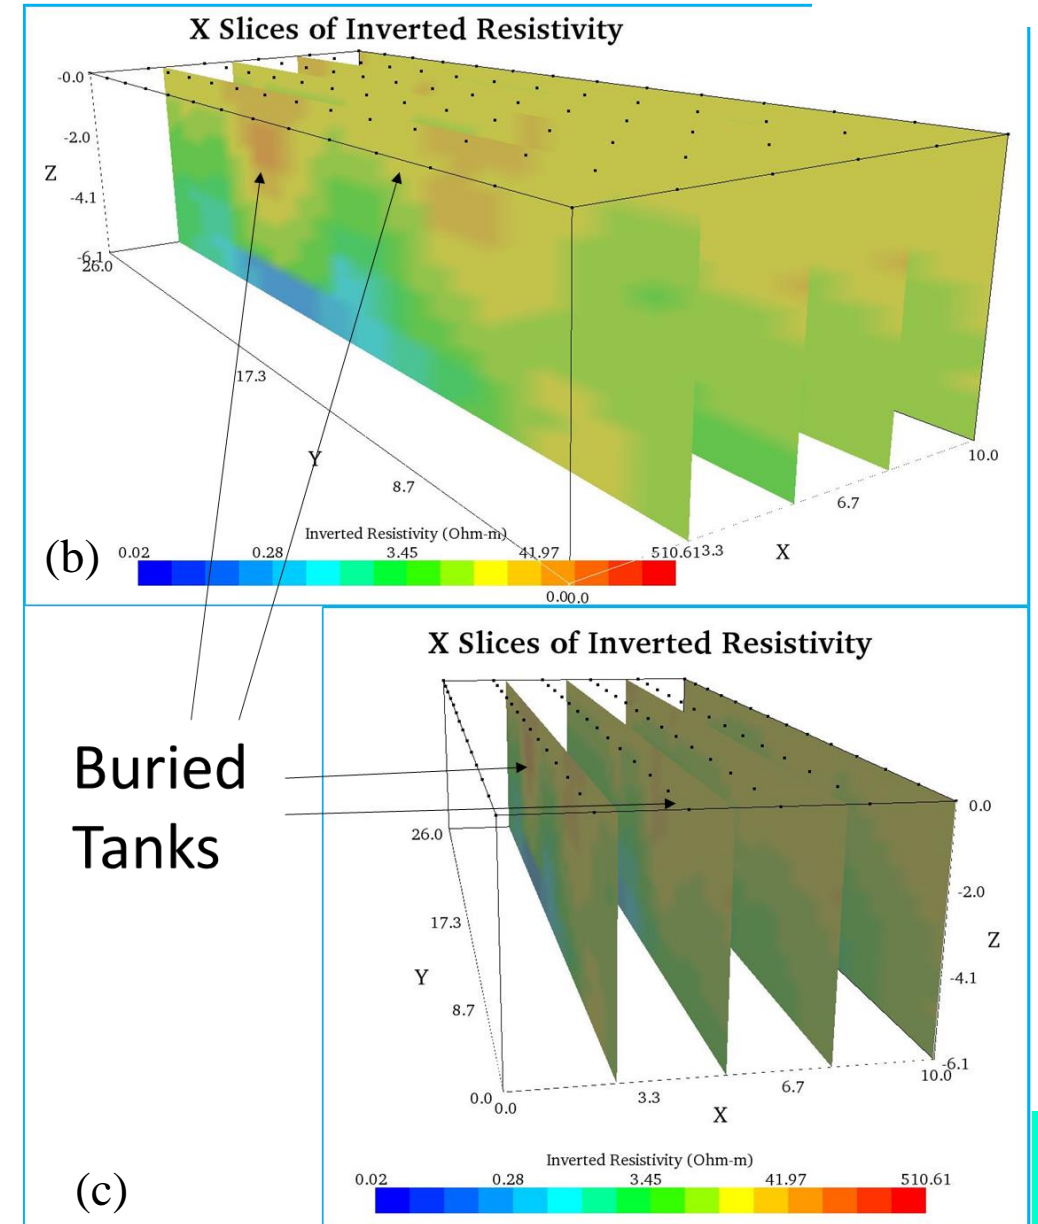 X Slices of Inverted Resistivity
-0.0
-2.0
Z
-4.1
-6.1
26.0
17.3
Y
8.7
10.0
6.7
X
Inverted Resistivity (Ohm-m)
(b)
0.02 0.28 3.45 41.97 510.61
3.3
0.0
0.0
X Slices of Inverted Resistivity
Buried
Tanks
0.0
26.0
-2.0
17.3
Z
Y
-4.1
8.7
-6.1
10.0
6.7
3.3
0.0
0.0
X
Inverted Resistivity (Ohm-m)
0.02 0.28 3.45 41.97 510.61
(c)